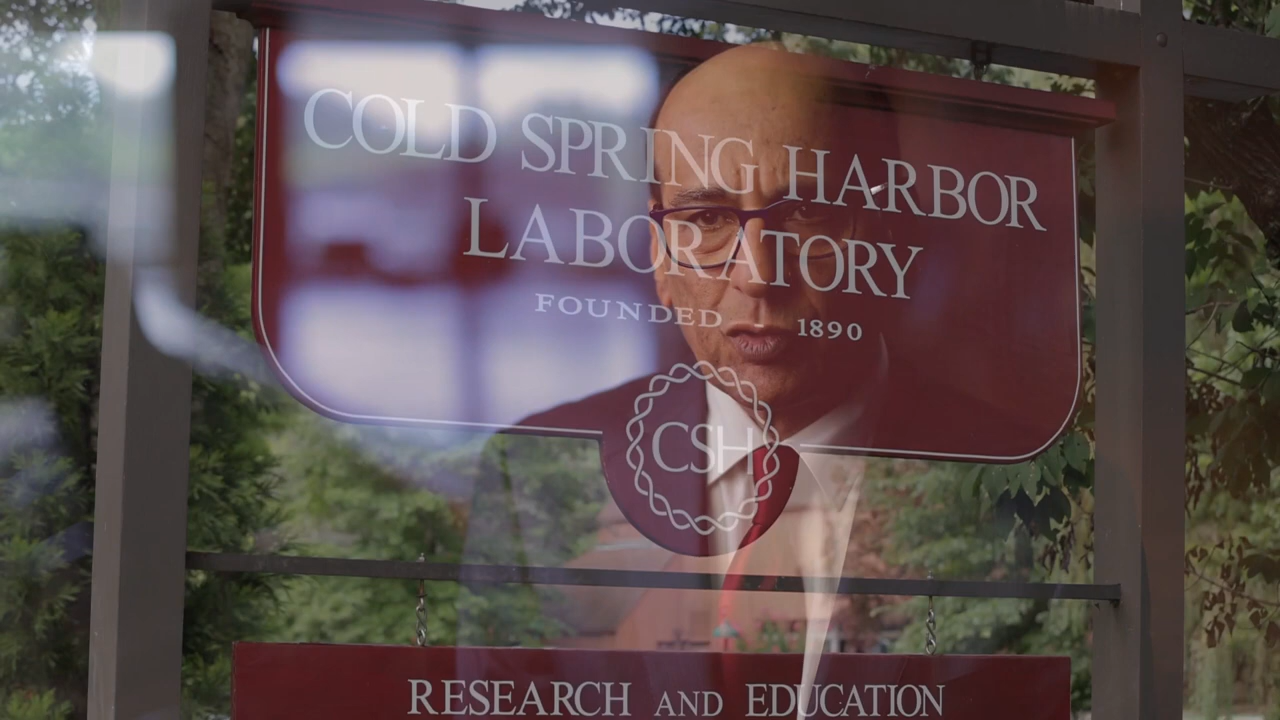 COLD SPRING HARBOR
LABORATORY
FOUNDED 1890
CSH
RESEARCH AND EDUCATION